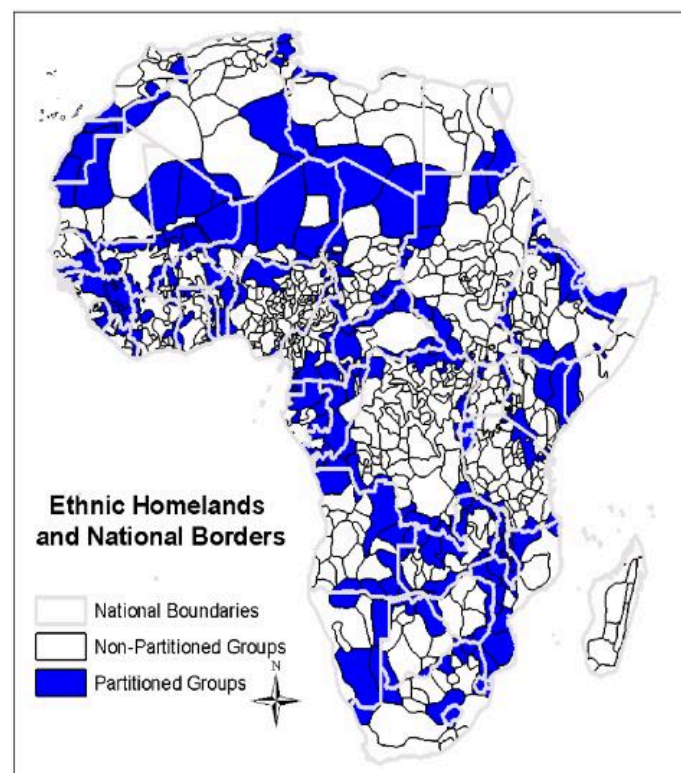 Ethnic Homelands
and National Borders
National Boundaries
Non-Partitioned Groups
N
Partitioned Groups